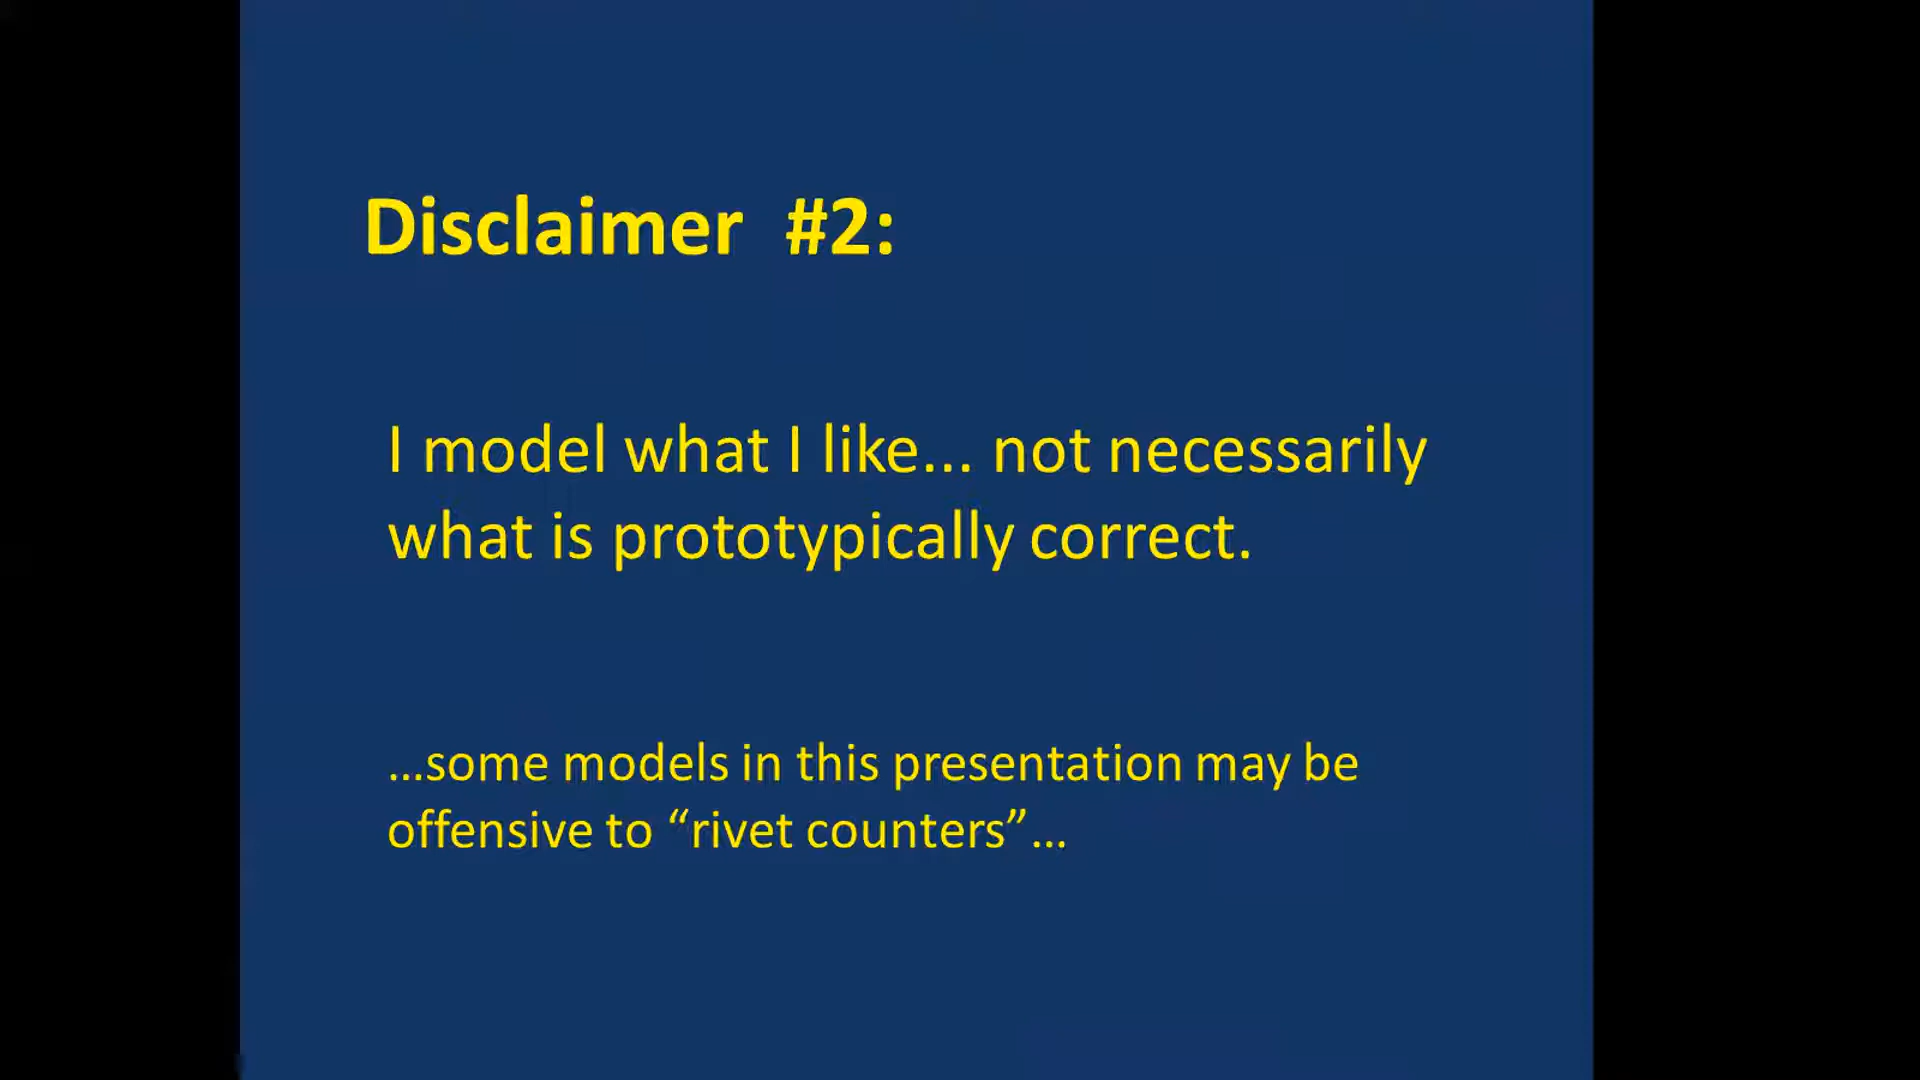 Disclaimer #2:
I model what I like... not necessarily
what is prototypically correct.
...some models in this presentation may be
offensive to “rivet counters”...